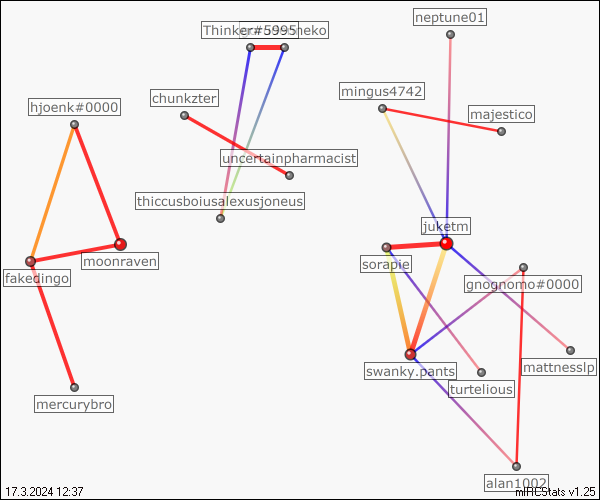 neptune01
Thinker#5995
neko
mingus4742
chunkzter
hjoenk#0000
majestico
uncertainpharmacist
thiccusboiusalexusjoneus
juketm
moonraven
sorapie
fakedingo
gnognomo#0000
swanky.pants
mattnesslp
turtelious
mercurybro
alan1002
17.3.2024 12:37
mIRCStats v1.25